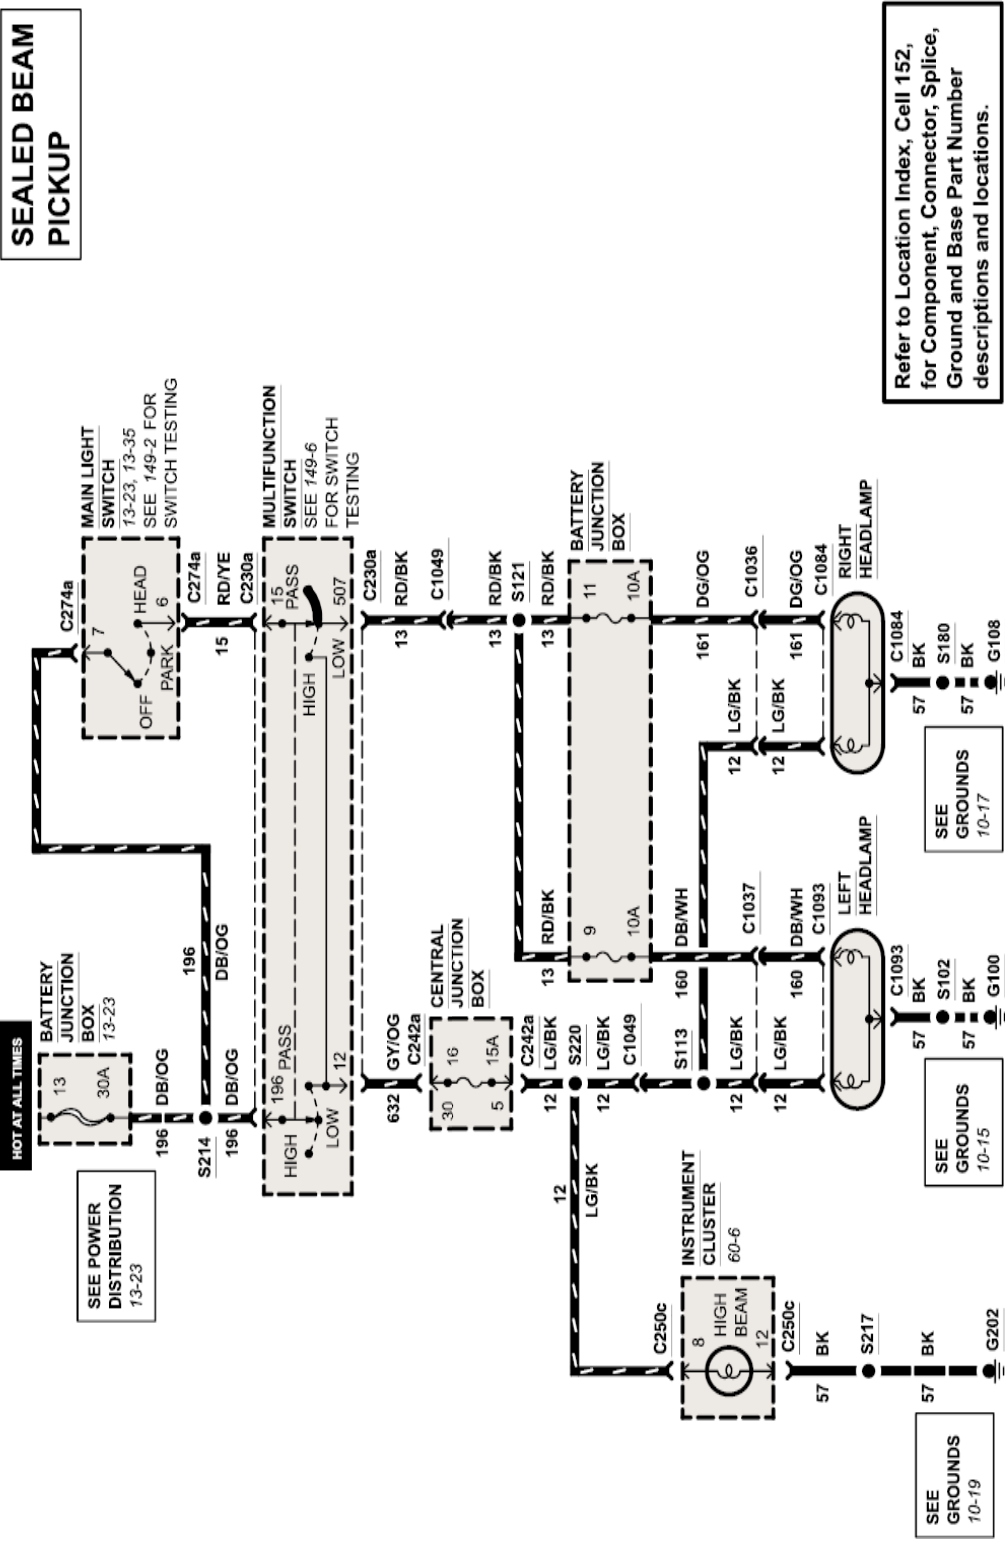 SEALED BEAM
PICKUP
HOT AT ALL TIMES
SEE POWER
DISTRIBUTION
13-23
BATTERY
JUNCTION
BOX 13-23
13
30A
196
DB/OG
S214
196
DB/OG
196
DB/OG
C274a
7
OFF
PARK
HEAD
6
MAIN LIGHT
SWITCH
13-23, 13-35
SEE 149-2 FOR
SWITCH TESTING
C274a
15
RD/YE
C230a
196
PASS
HIGH
LOW
12
15
PASS
HIGH
LOW
507
MULTIFUNCTION
SWITCH
SEE 149-6
FOR SWITCH
TESTING
C230a
632
GY/OG
C242a
13
RD/BK
C1049
30
16
5
15A
CENTRAL
JUNCTION
BOX
C242a
12
LG/BK
S220
12
LG/BK
C1049
13
RD/BK
S121
13
RD/BK
13
RD/BK
9
10A
11
10A
BATTERY
JUNCTION
BOX
12
LG/BK
S113
160
DB/WH
161
DG/OG
12
LG/BK
C1037
12
LG/BK
160
DB/WH
C1093
12
LG/BK
C1036
12
LG/BK
161
DG/OG
C1084
LEFT
HEADLAMP
RIGHT
HEADLAMP
C250c
8
HIGH
BEAM
12
INSTRUMENT
CLUSTER
60-6
C250c
57
BK
S217
57
BK
G202
SEE
GROUNDS
10-19
C1093
57
BK
S102
57
BK
G100
SEE
GROUNDS
10-15
C1084
57
BK
S180
57
BK
G108
SEE
GROUNDS
10-17
Refer to Location Index, Cell 152,
for Component, Connector, Splice,
Ground and Base Part Number
descriptions and locations.